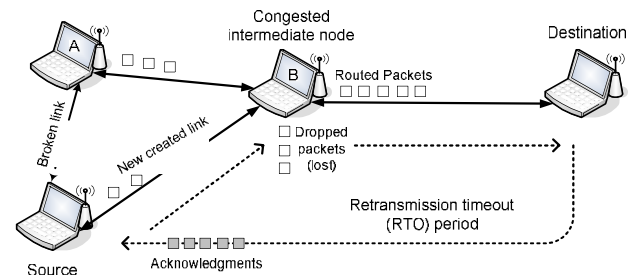 Congested
intermediate node
Destination
A
B
Routed Packets
Broken link
New created link
Dropped
packets
(lost)
Retransmission timeout
(RTO) period
Acknowledgments
Source